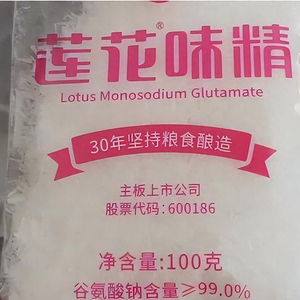 莲花味精®
Lotus Monosodium Glutamate
30年坚持粮食酿造
主板上市公司
股票代码:600186
净含量:100克
谷氨酸钠含量≥99.0%